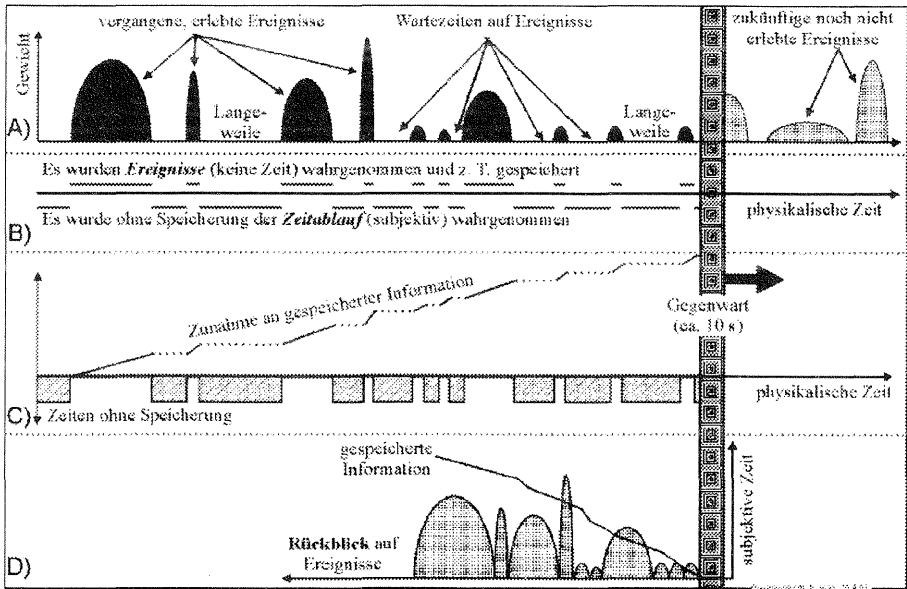 vergangene, erlebte Ereignisse
Wartezeiten auf Ereignisse
zukünftige noch nicht
erlebte Ereignisse
Gewicht
Lange-
weile
Lange-
weile
A)
Es wurden Ereignisse (keine Zeit) wahrgenommen und z. T. gespeichert
physikalische Zeit
Es wurde ohne Speicherung der Zeitablauf (subjektiv) wahrgenommen
B)
Zunahme an gespeicherter Information
Gegenwart
(ca. 10 s)
physikalische Zeit
C)
Zeiten ohne Speicherung
gespeicherte
Information
subjektive Zeit
Rückblick auf
Ereignisse
D)